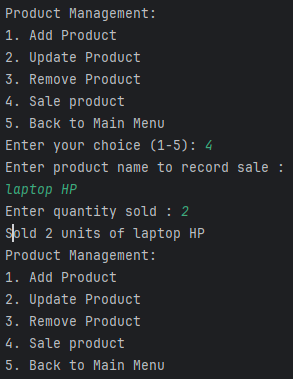 Product Management:
1. Add Product
2. Update Product
3. Remove Product
4. Sale product
5. Back to Main Menu
Enter your choice (1-5): 4
Enter product name to record sale :
laptop HP
Enter quantity sold : 2
Sold 2 units of laptop HP
Product Management:
1. Add Product
2. Update Product
3. Remove Product
4. Sale product
5. Back to Main Menu